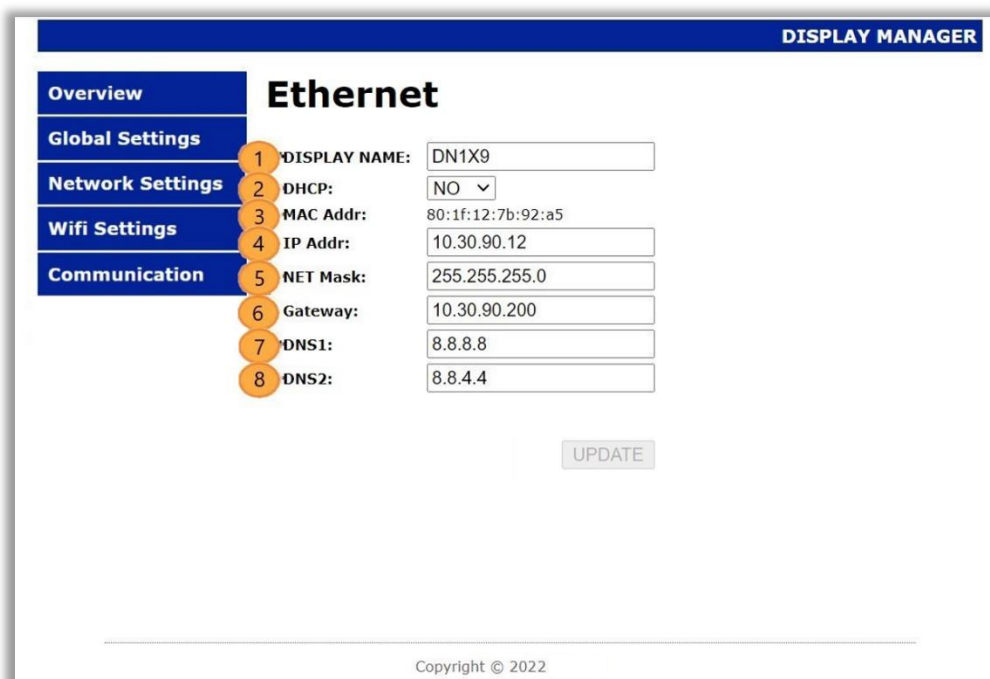 DISPLAY MANAGER
Overview
Global Settings
Network Settings
Wifi Settings
Communication
Ethernet
1 DISPLAY NAME: DN1X9
2 DHCP: NO
3 MAC Addr: 80:1f:12:7b:92:a5
4 IP Addr: 10.30.90.12
5 NET Mask: 255.255.255.0
6 Gateway: 10.30.90.200
7 DNS1: 8.8.8.8
8 DNS2: 8.8.4.4
UPDATE
Copyright © 2022